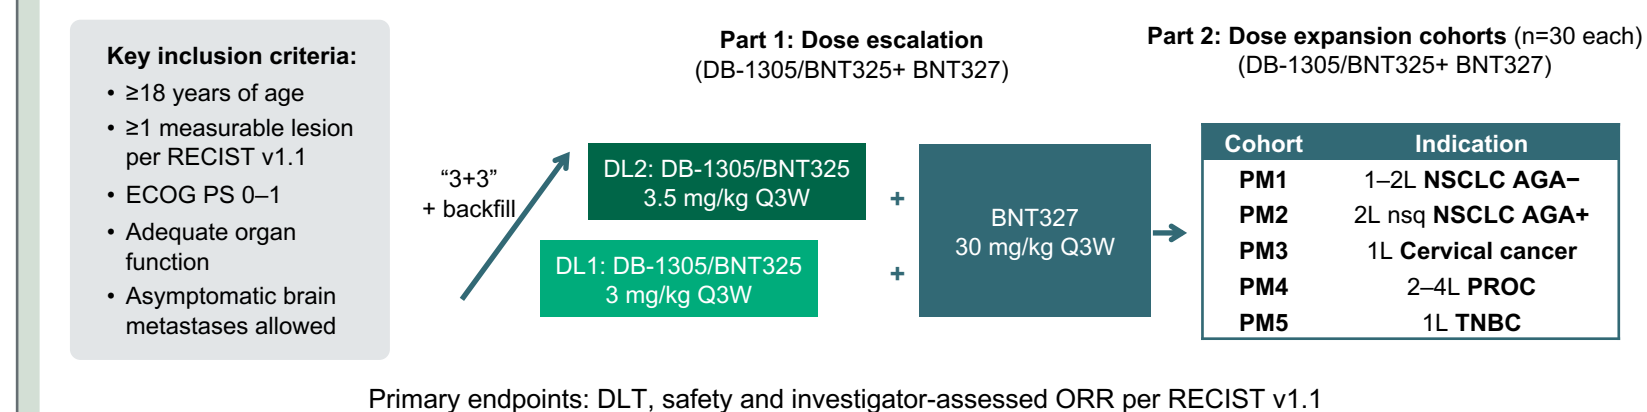 Key inclusion criteria:
• ≥18 years of age
• ≥1 measurable lesion
per RECIST v1.1
• ECOG PS 0–1
• Adequate organ
function
• Asymptomatic brain
metastases allowed
Part 1: Dose escalation
(DB-1305/BNT325+ BNT327)
“3+3”
+ backfill
DL2: DB-1305/BNT325
3.5 mg/kg Q3W
+
DL1: DB-1305/BNT325
3 mg/kg Q3W
+
BNT327
30 mg/kg Q3W
Part 2: Dose expansion cohorts (n=30 each)
(DB-1305/BNT325+ BNT327)
Cohort Indication
PM1 1–2L NSCLC AGA−
PM2 2L nsq NSCLC AGA+
PM3 1L Cervical cancer
PM4 2–4L PROC
PM5 1L TNBC
Primary endpoints: DLT, safety and investigator-assessed ORR per RECIST v1.1